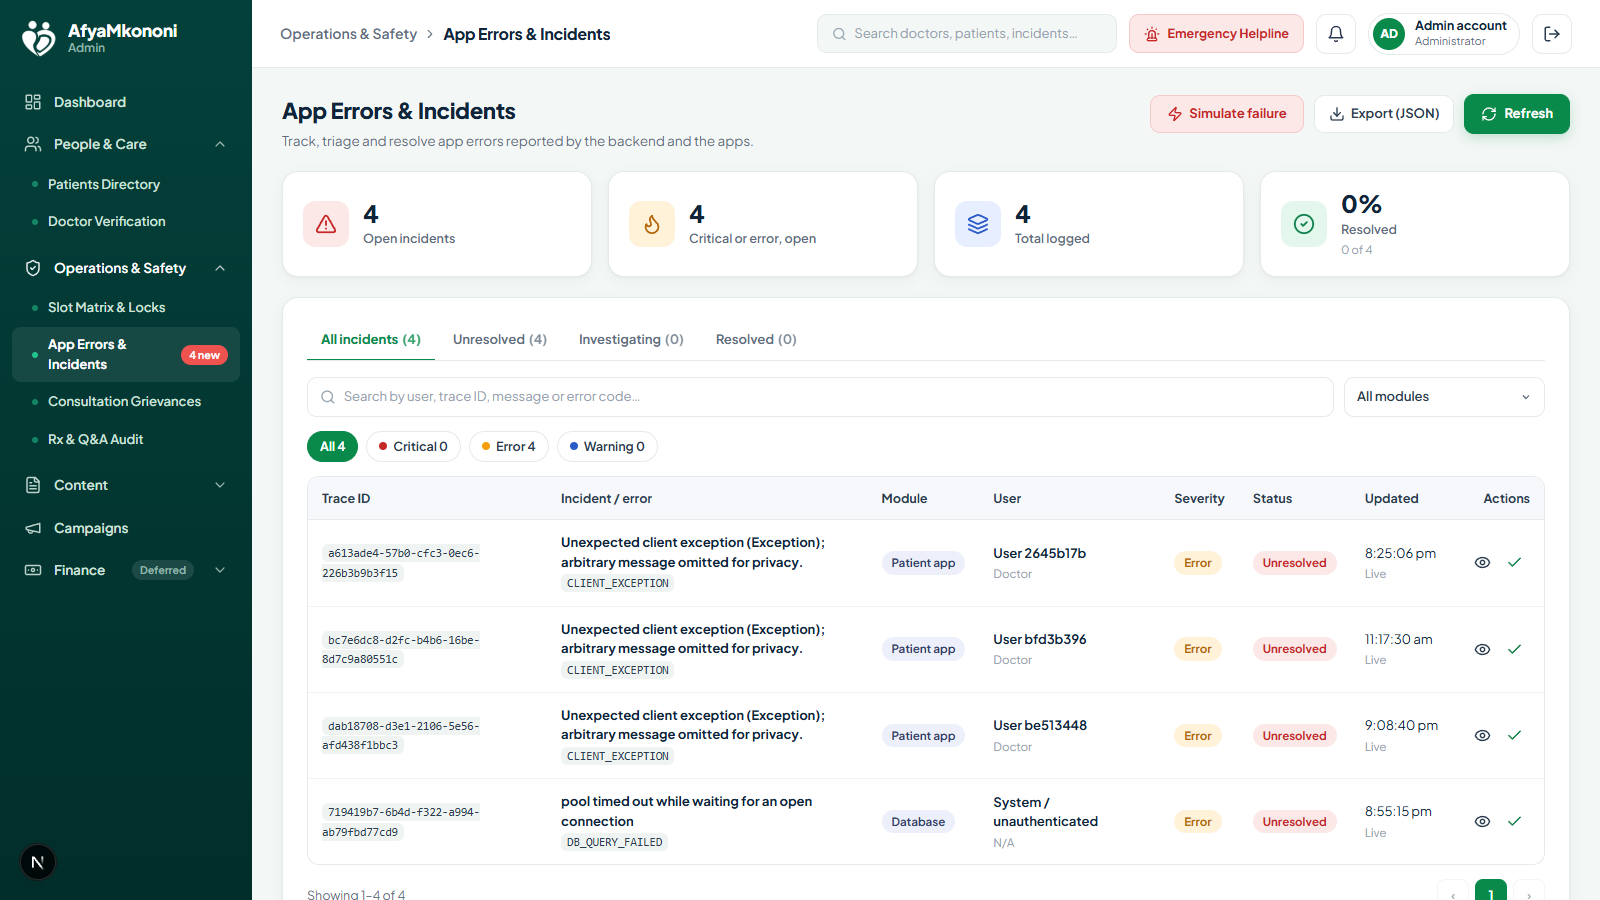 AfyaMkononi
Admin
Dashboard
People & Care
Patients Directory
Doctor Verification
Operations & Safety
Slot Matrix & Locks
App Errors &
Incidents
4 new
Consultation Grievances
Rx & Q&A Audit
Content
Campaigns
Finance
Deferred
N
Operations & Safety > App Errors & Incidents
Search doctors, patients, incidents...
Emergency Helpline
AD
Admin account
Administrator
App Errors & Incidents
Track, triage and resolve app errors reported by the backend and the apps.
Simulate failure
Export (JSON)
Refresh
4
Open incidents
4
Critical or error, open
4
Total logged
0%
Resolved
0 of 4
All incidents (4)
Unresolved (4)
Investigating (0)
Resolved (0)
Search by user, trace ID, message or error code...
All modules
All 4
Critical 0
Error 4
Warning 0
Trace ID Incident / error Module User Severity Status Updated Actions
a613ade4-57b0-cfc3-0ec6-
226b3b9b3f15
Unexpected client exception (Exception);
arbitrary message omitted for privacy.
CLIENT_EXCEPTION
Patient app
User 2645b17b
Doctor
Error
Unresolved
8:25:06 pm
Live
bc7e6dc8-d2fc-b4b6-16be-
8d7c9a80551c
Unexpected client exception (Exception);
arbitrary message omitted for privacy.
CLIENT_EXCEPTION
Patient app
User bfd3b396
Doctor
Error
Unresolved
11:17:30 am
Live
dab18708-d3e1-2106-5e56-
afd438f1bbc3
Unexpected client exception (Exception);
arbitrary message omitted for privacy.
CLIENT_EXCEPTION
Patient app
User be513448
Doctor
Error
Unresolved
9:08:40 pm
Live
719419b7-6b4d-f322-a994-
ab79fbd77cd9
pool timed out while waiting for an open
connection
DB_QUERY_FAILED
Database
System /
unauthenticated
N/A
Error
Unresolved
8:55:15 pm
Live
Showing 1–4 of 4
‹ 1 ›